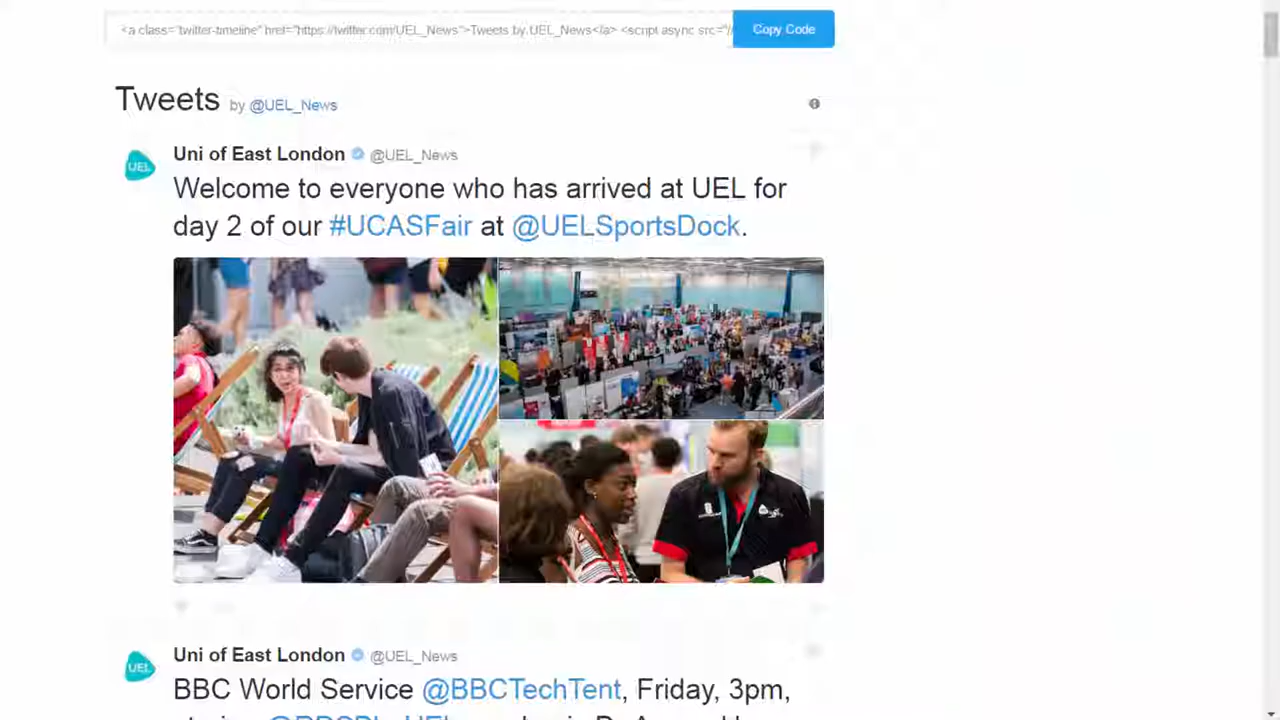 <a class="twitter-timeline" href="https://twitter.com/UEL_News">Tweets by UEL_News</a> <script async src="//
Copy Code
Tweets by @UEL_News
UEL
Uni of East London @UEL_News
Welcome to everyone who has arrived at UEL for
day 2 of our #UCASFair at @UELSportsDock.
UEL
Uni of East London @UEL_News
BBC World Service @BBCTechTent, Friday, 3pm,